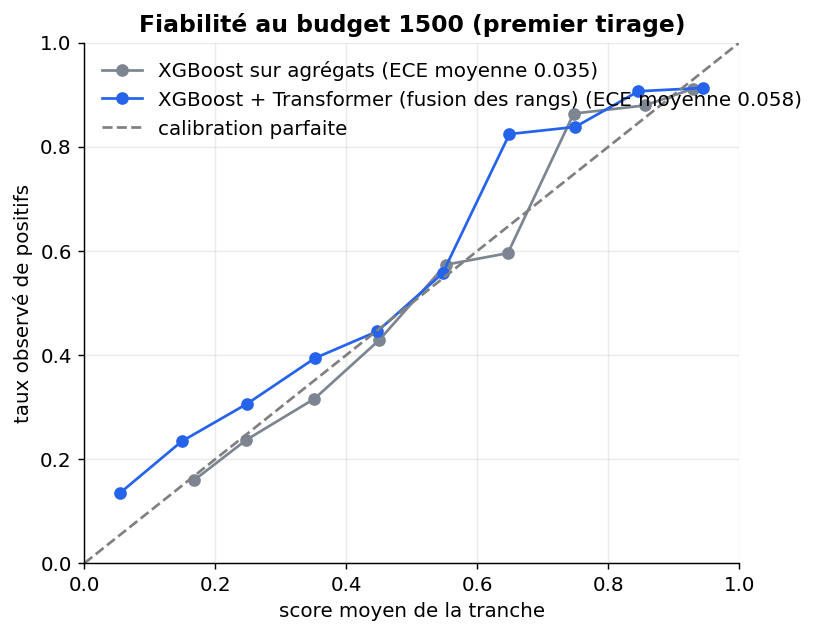 Fiabilité au budget 1500 (premier tirage)
XGBoost sur agrégats (ECE moyenne 0.035)
XGBoost + Transformer (fusion des rangs) (ECE moyenne 0.058)
calibration parfaite
taux observé de positifs
1.0
0.8
0.6
0.4
0.2
0.0
0.0 0.2 0.4 0.6 0.8 1.0
score moyen de la tranche